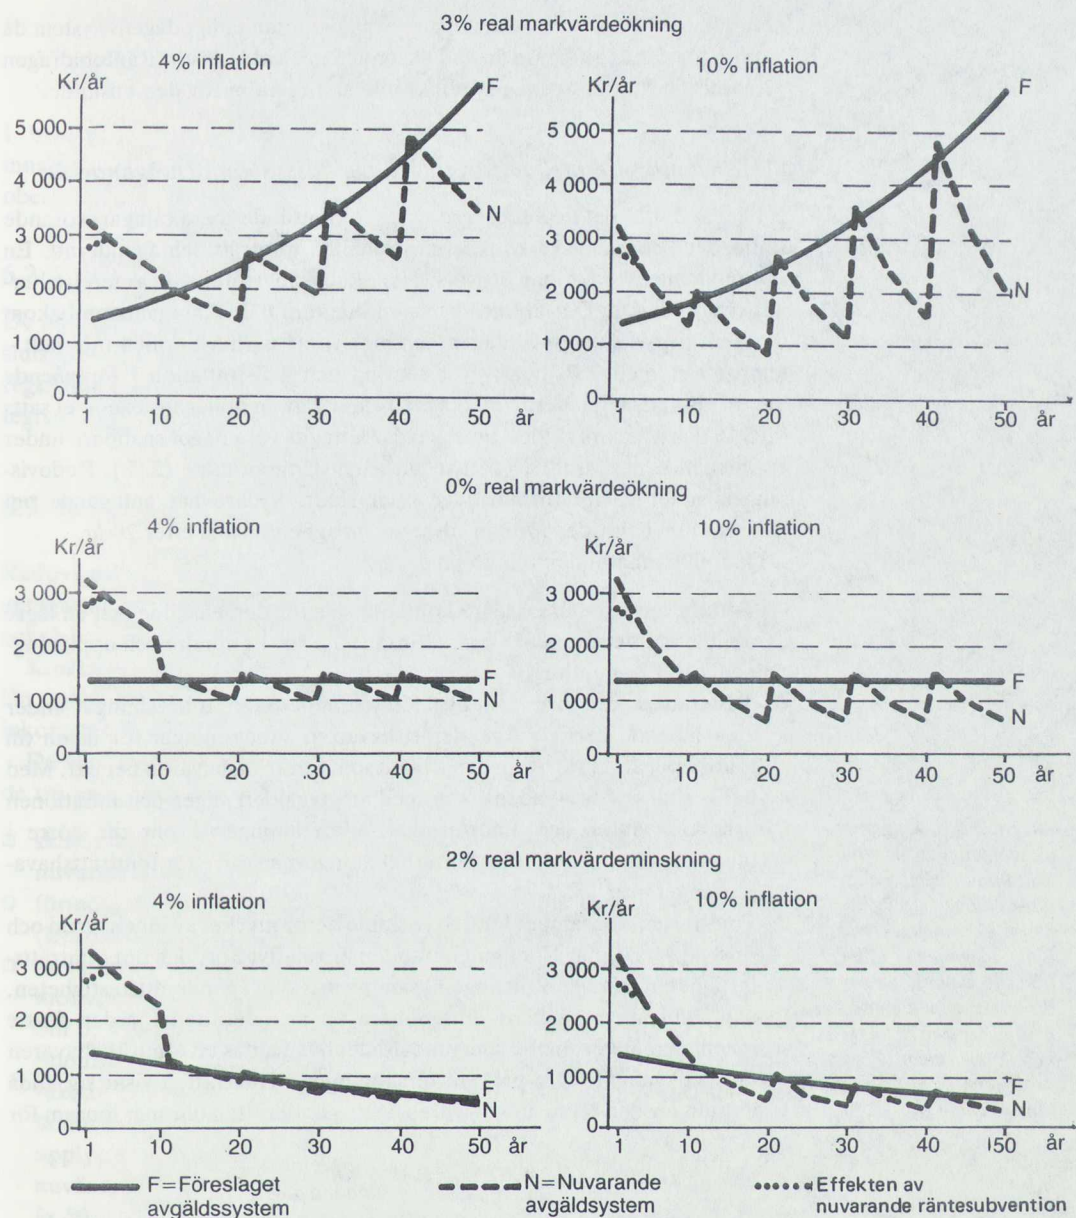 3% real markvärdeökning
4% inflation
Kr/år
5 000
4 000
3 000
2 000
1 000
0
F
N
1 10 20 30 40 50 år
10% inflation
Kr/år
5 000
4 000
3 000
2 000
1 000
0
F
N
1 10 20 30 40 50 år
0% real markvärdeökning
4% inflation
Kr/år
3 000
2 000
1 000
0
F
N
1 10 20 30 40 50 år
10% inflation
Kr/år
3 000
2 000
1 000
0
F
N
1 10 20 30 40 50 år
2% real markvärdeminskning
4% inflation
Kr/år
3 000
2 000
1 000
0
F
N
1 10 20 30 40 50 år
10% inflation
Kr/år
3 000
2 000
1 000
0
F
N
1 10 20 30 40 50 år
F=Föreslaget
avgäldssystem
N=Nuvarande
avgäldsystem
Effekten av
nuvarande räntesubvention